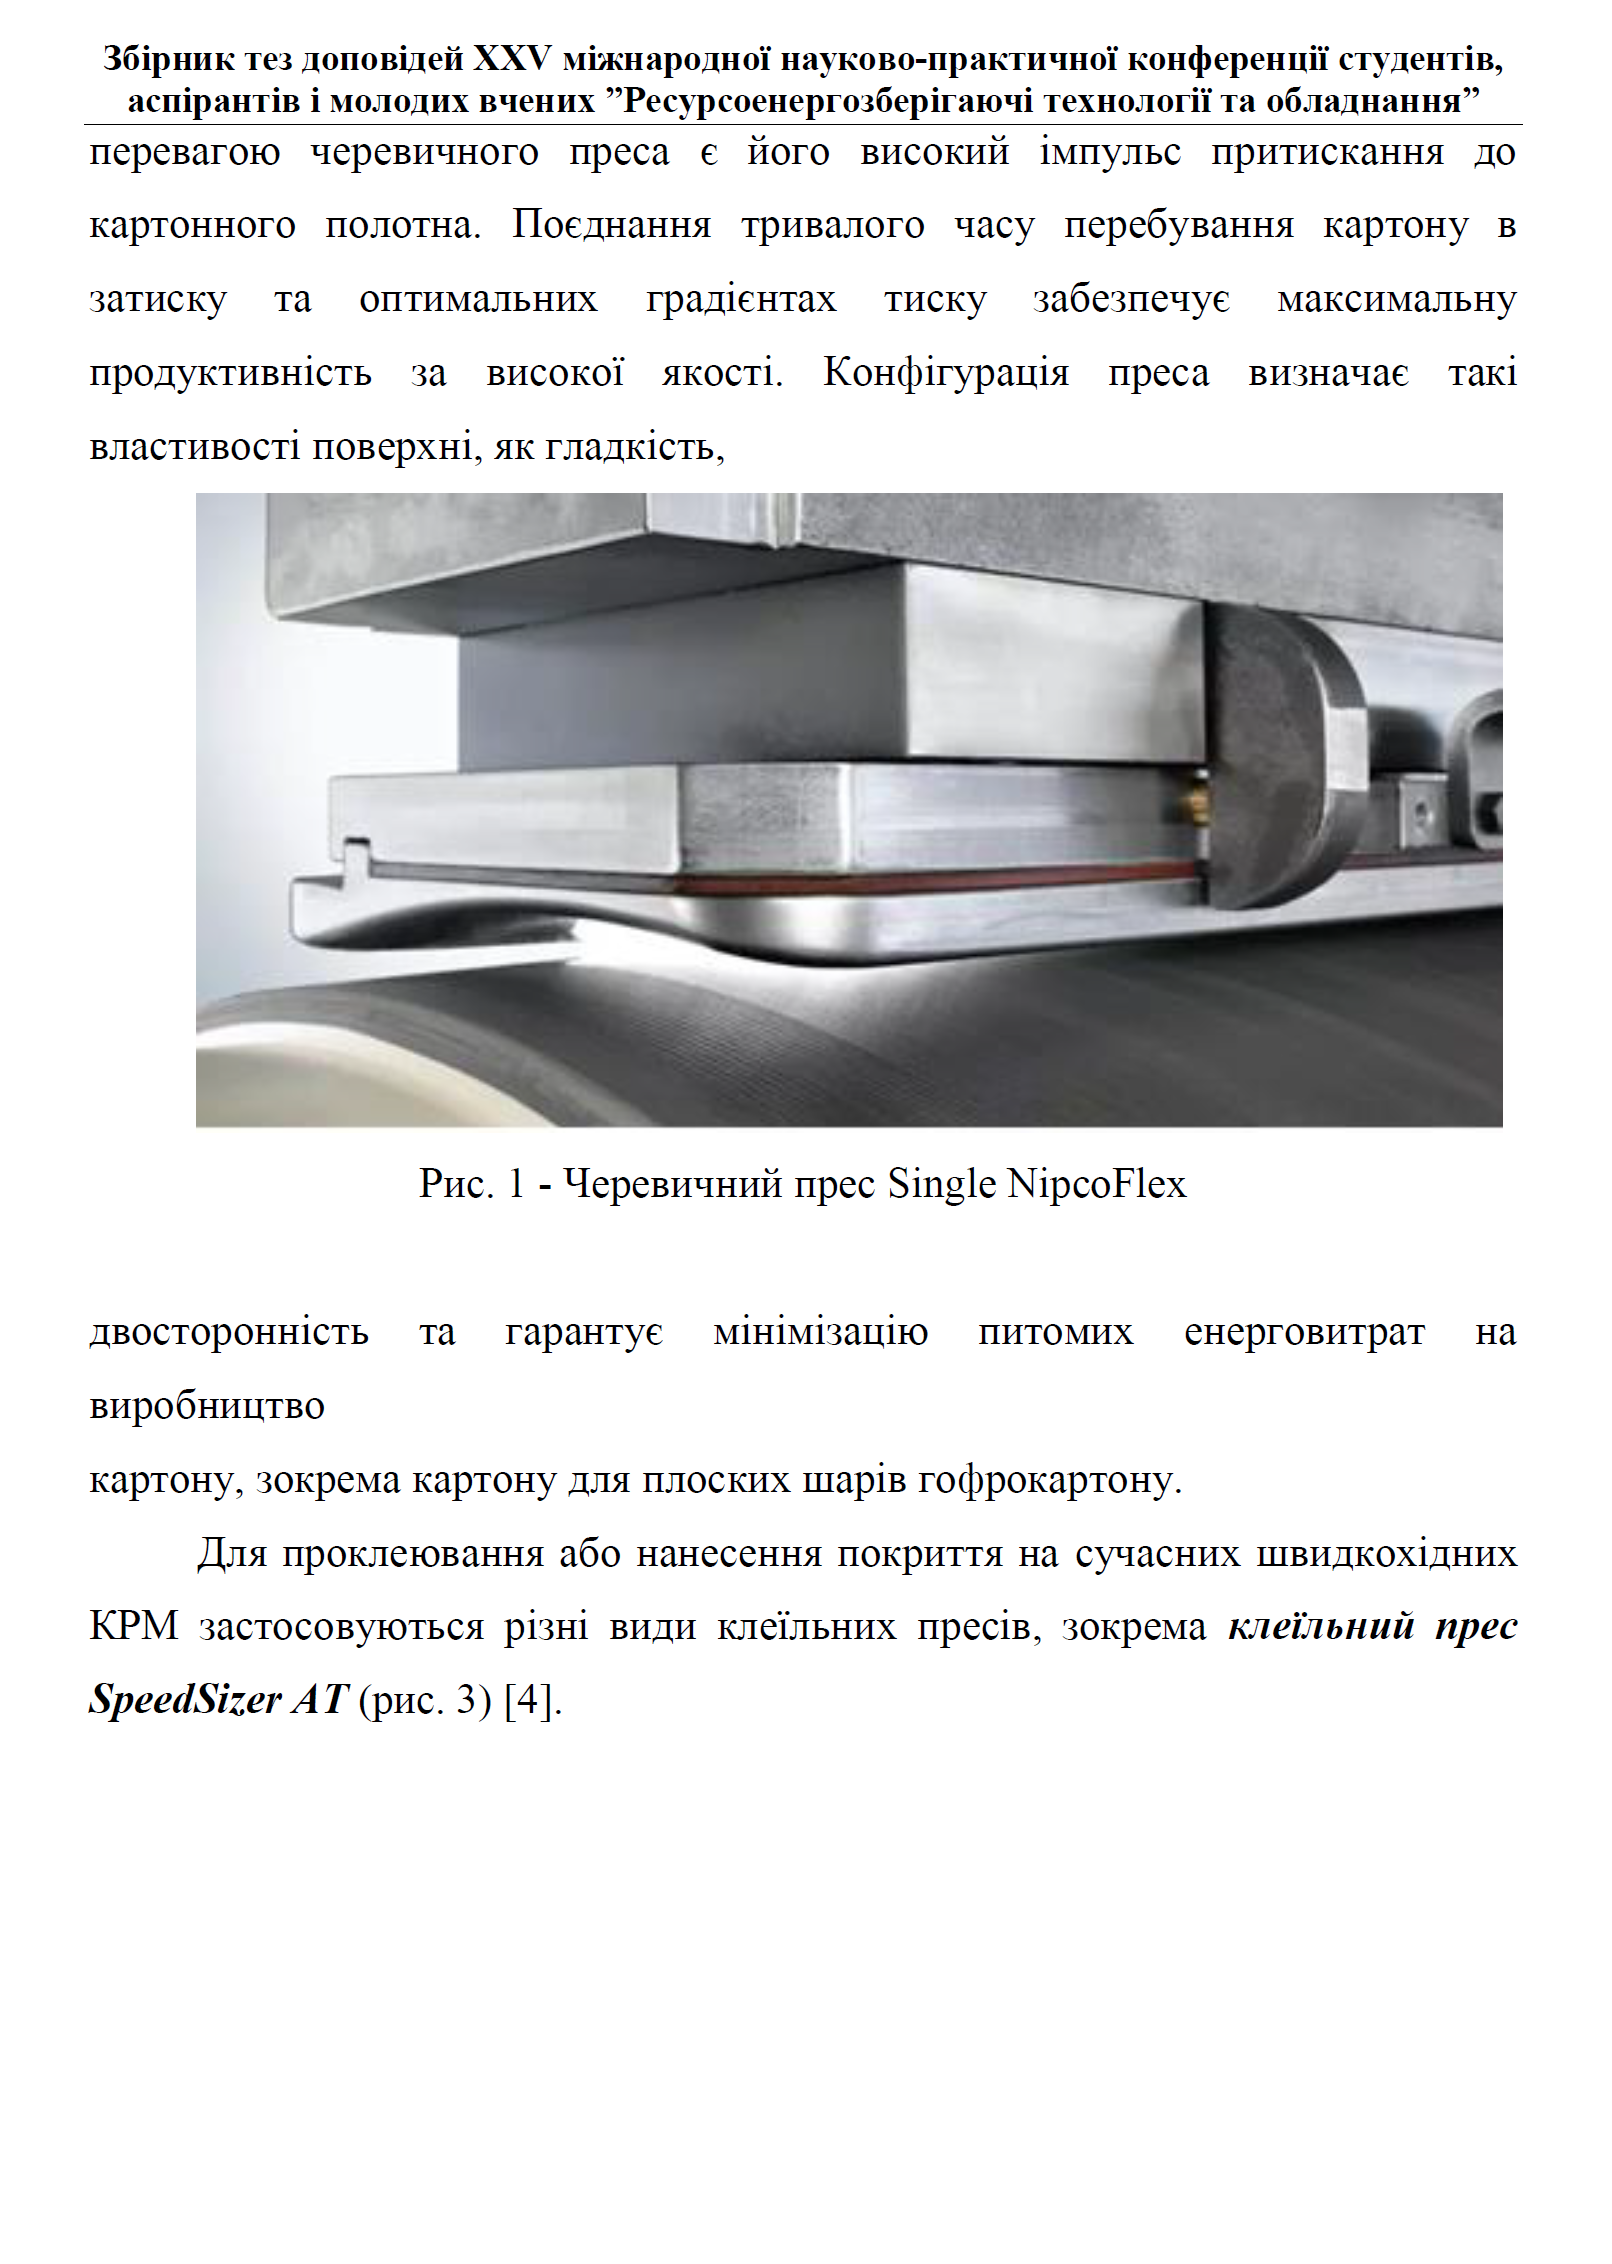 Збірник тез доповідей XXV міжнародної науково-практичної конференції студентів,
аспірантів і молодих вчених ”Ресурсоенергозберігаючі технології та обладнання”
перевагою черевичного преса є його високий імпульс притискання до
картонного полотна. Поєднання тривалого часу перебування картону в
затиску та оптимальних градієнтах тиску забезпечує максимальну
продуктивність за високої якості. Конфігурація преса визначає такі
властивості поверхні, як гладкість,
Рис. 1 - Черевичний прес Single NipcoFlex
двосторонність та гарантує мінімізацію питомих енерговитрат на
виробництво
картону, зокрема картону для плоских шарів гофрокартону.
Для проклеювання або нанесення покриття на сучасних швидкохідних
КРМ застосовуються різні види клеїльних пресів, зокрема клеїльний прес
SpeedSizer AT (рис. 3) [4].